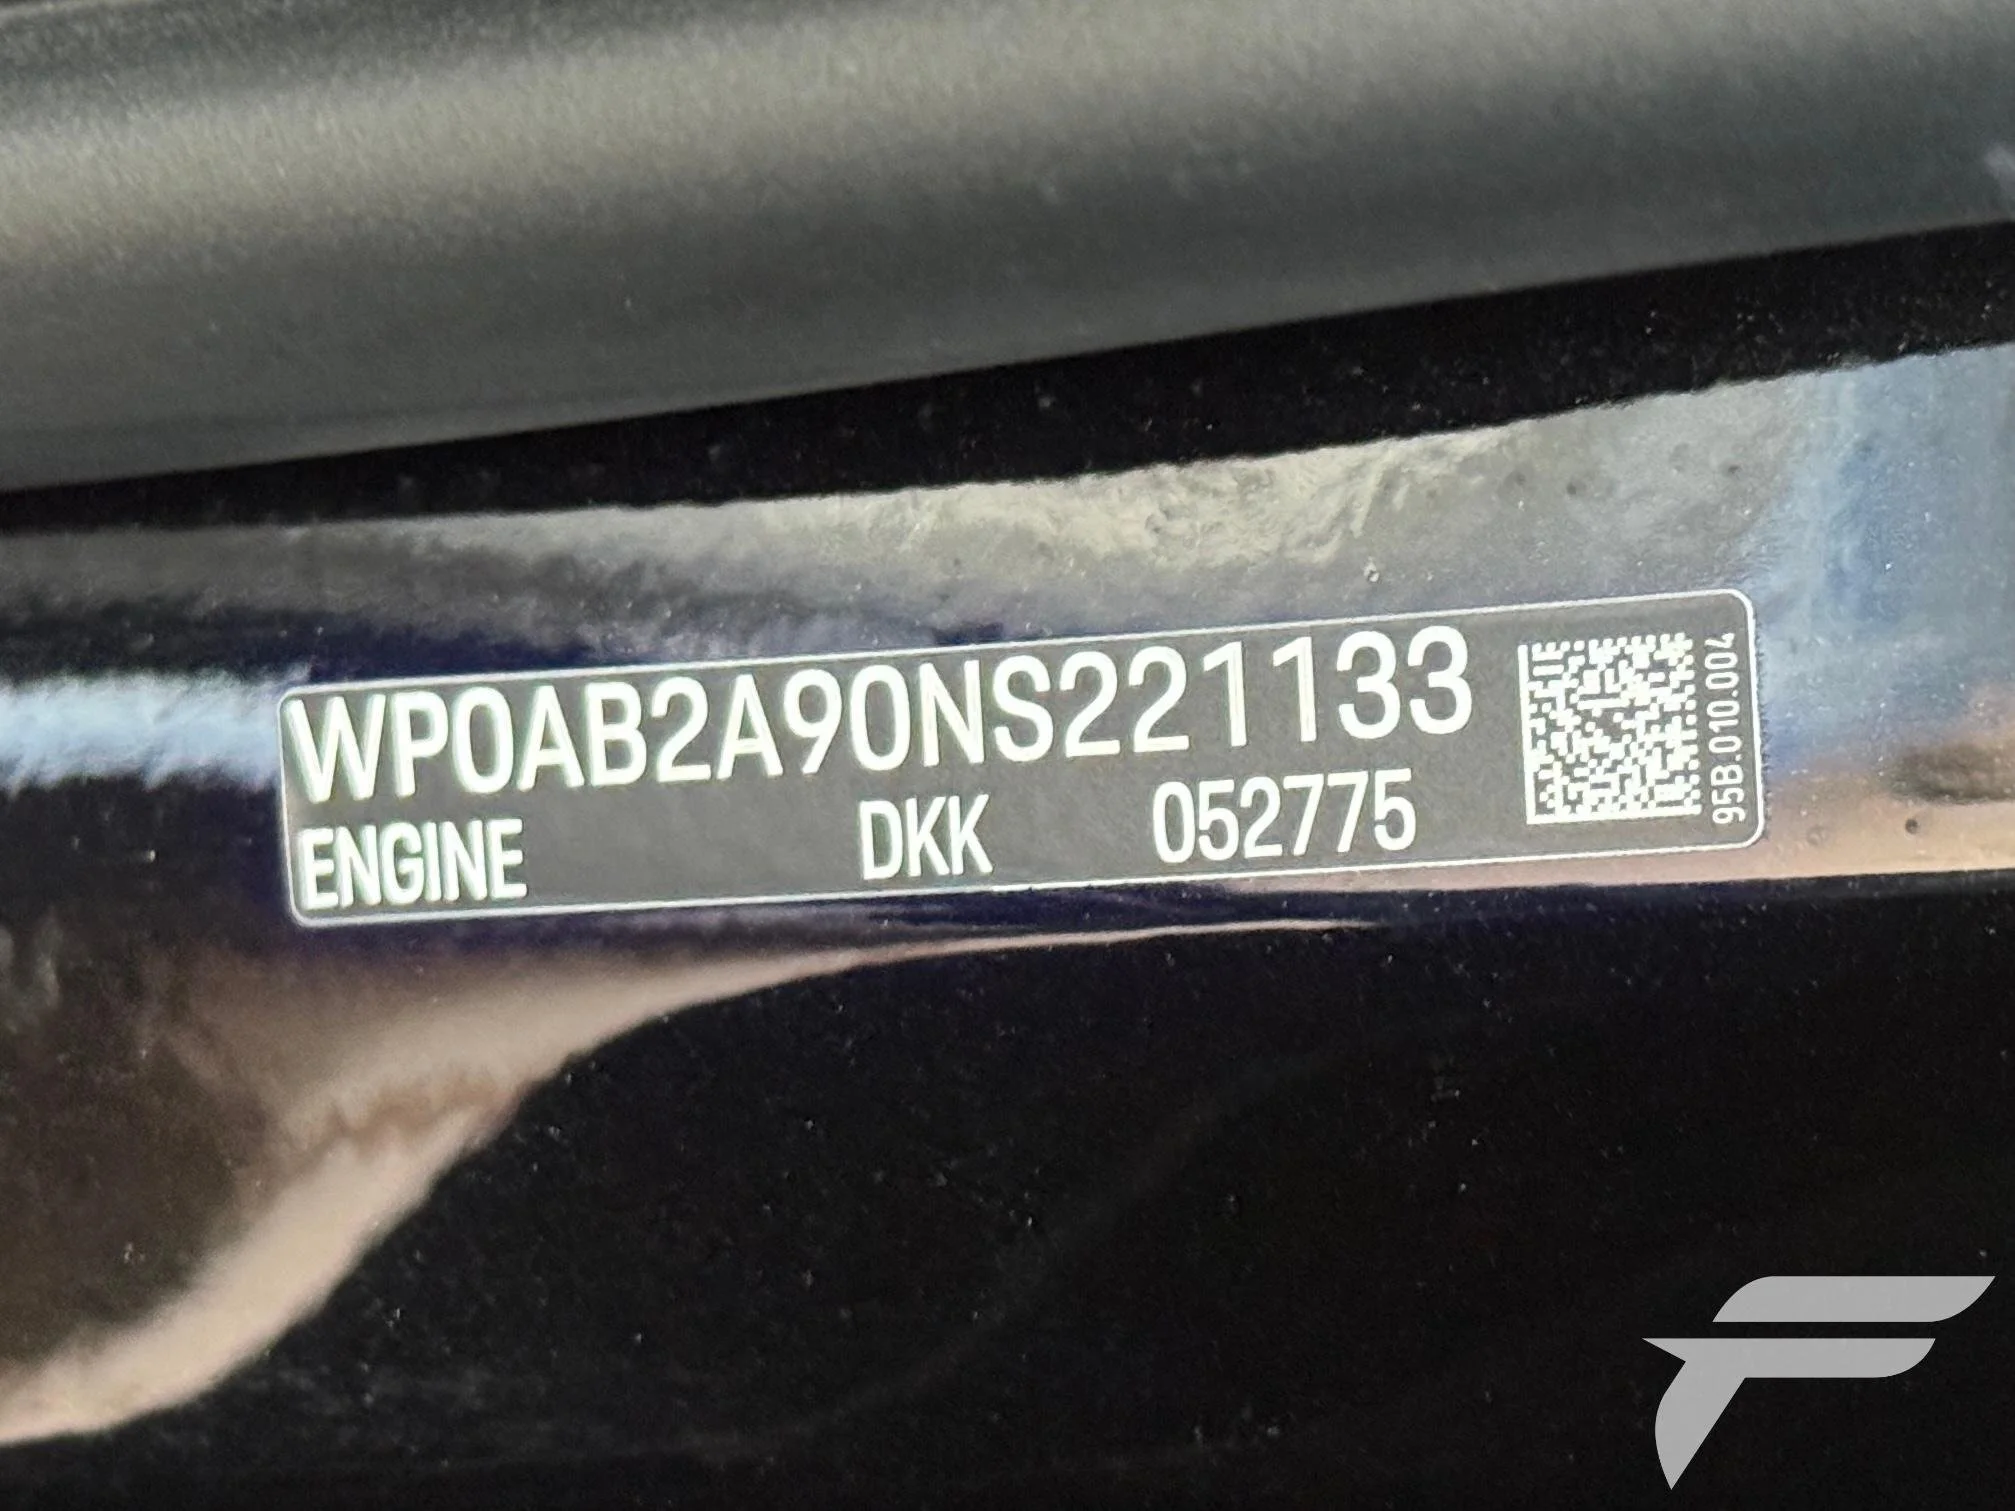 WP0AB2A90NS221133
ENGINE DKK 052775
95B.010.004